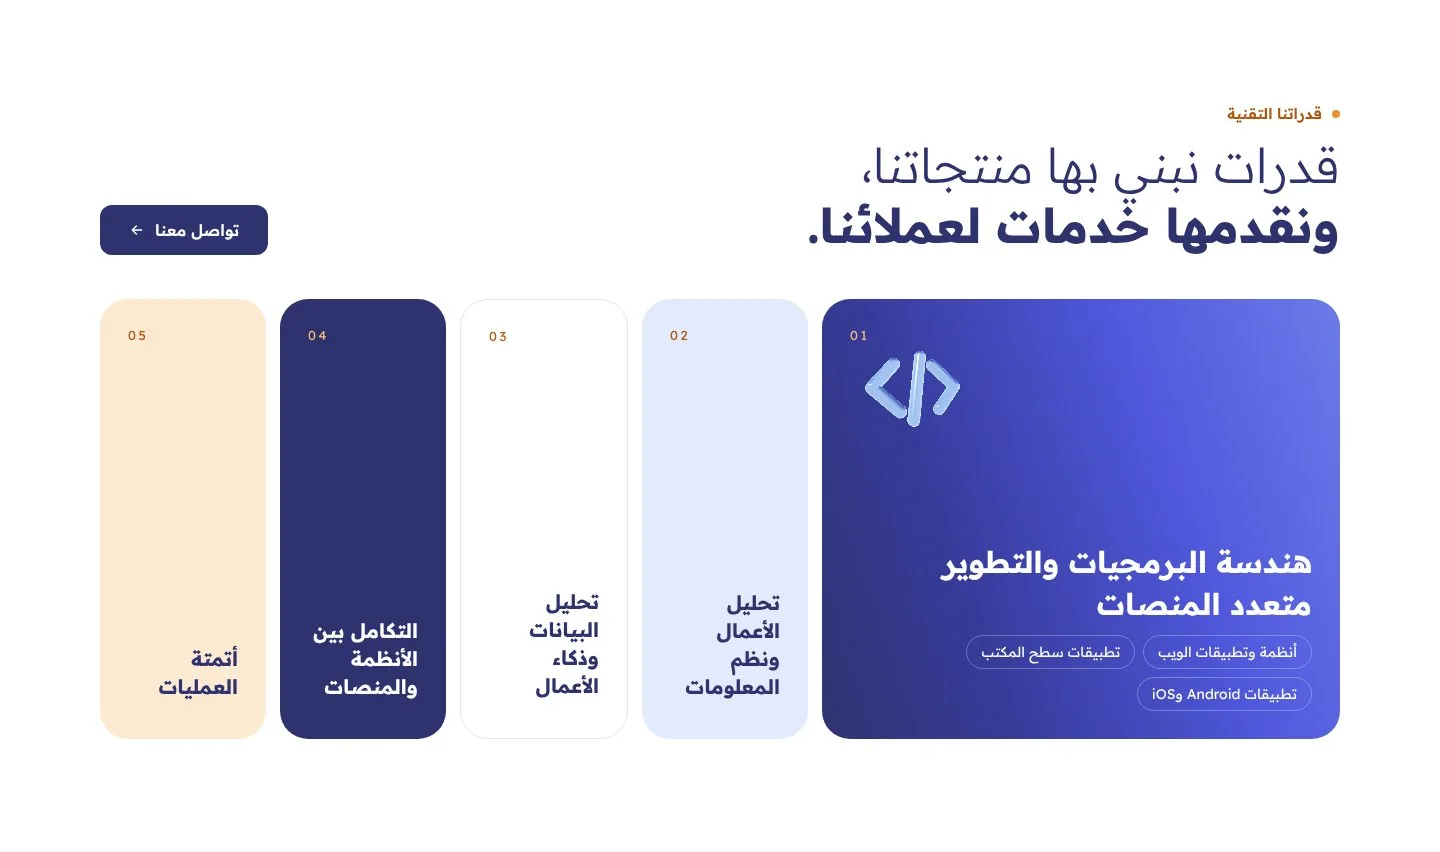 قدراتنا التقنية
قدرات نبني بها منتجاتنا،
ونقدمها خدمات لعملائنا.
تواصل معنا ←
01
هندسة البرمجيات والتطوير
متعدد المنصات
أنظمة وتطبيقات الويب
تطبيقات سطح المكتب
تطبيقات Android وiOS
02
تحليل
الأعمال
ونظم
المعلومات
03
تحليل
البيانات
وذكاء
الأعمال
04
التكامل بين
الأنظمة
والمنصات
05
أتمتة
العمليات